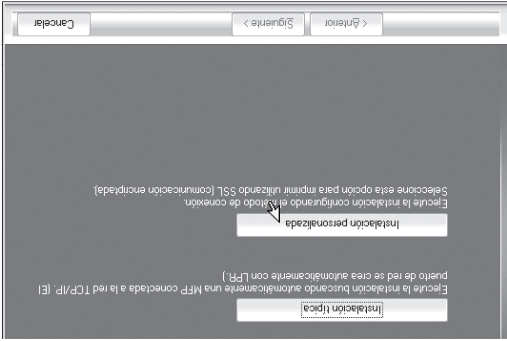 Instalación típica
Ejecute la instalación buscando automáticamente una MFP conectada a la red TCP/IP. (El
puerto de red se crea automáticamente con LPR.)
Instalación personalizada
Ejecute la instalación configurando el método de conexión.
Seleccione esta opción para imprimir utilizando SSL (comunicación encriptada).
< Anterior
Siguiente >
Cancelar